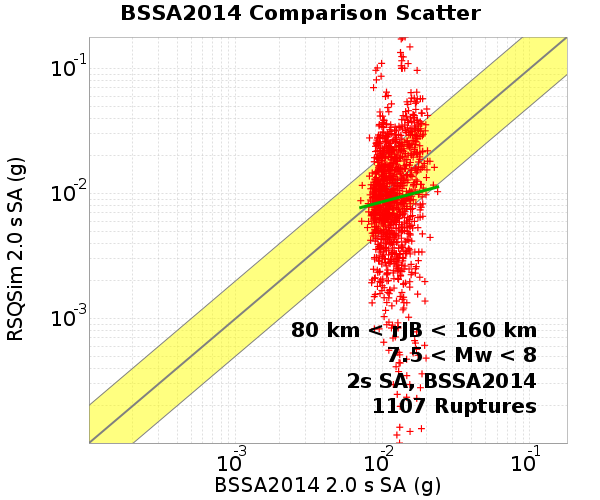 BSSA2014 Comparison Scatter
RSQSim 2.0 s SA (g)
10^-1
10^-2
10^-3
80 km < rJB < 160 km
7.5 < Mw < 8
2s SA, BSSA2014
1107 Ruptures
10^-3 10^-2 10^-1
BSSA2014 2.0 s SA (g)